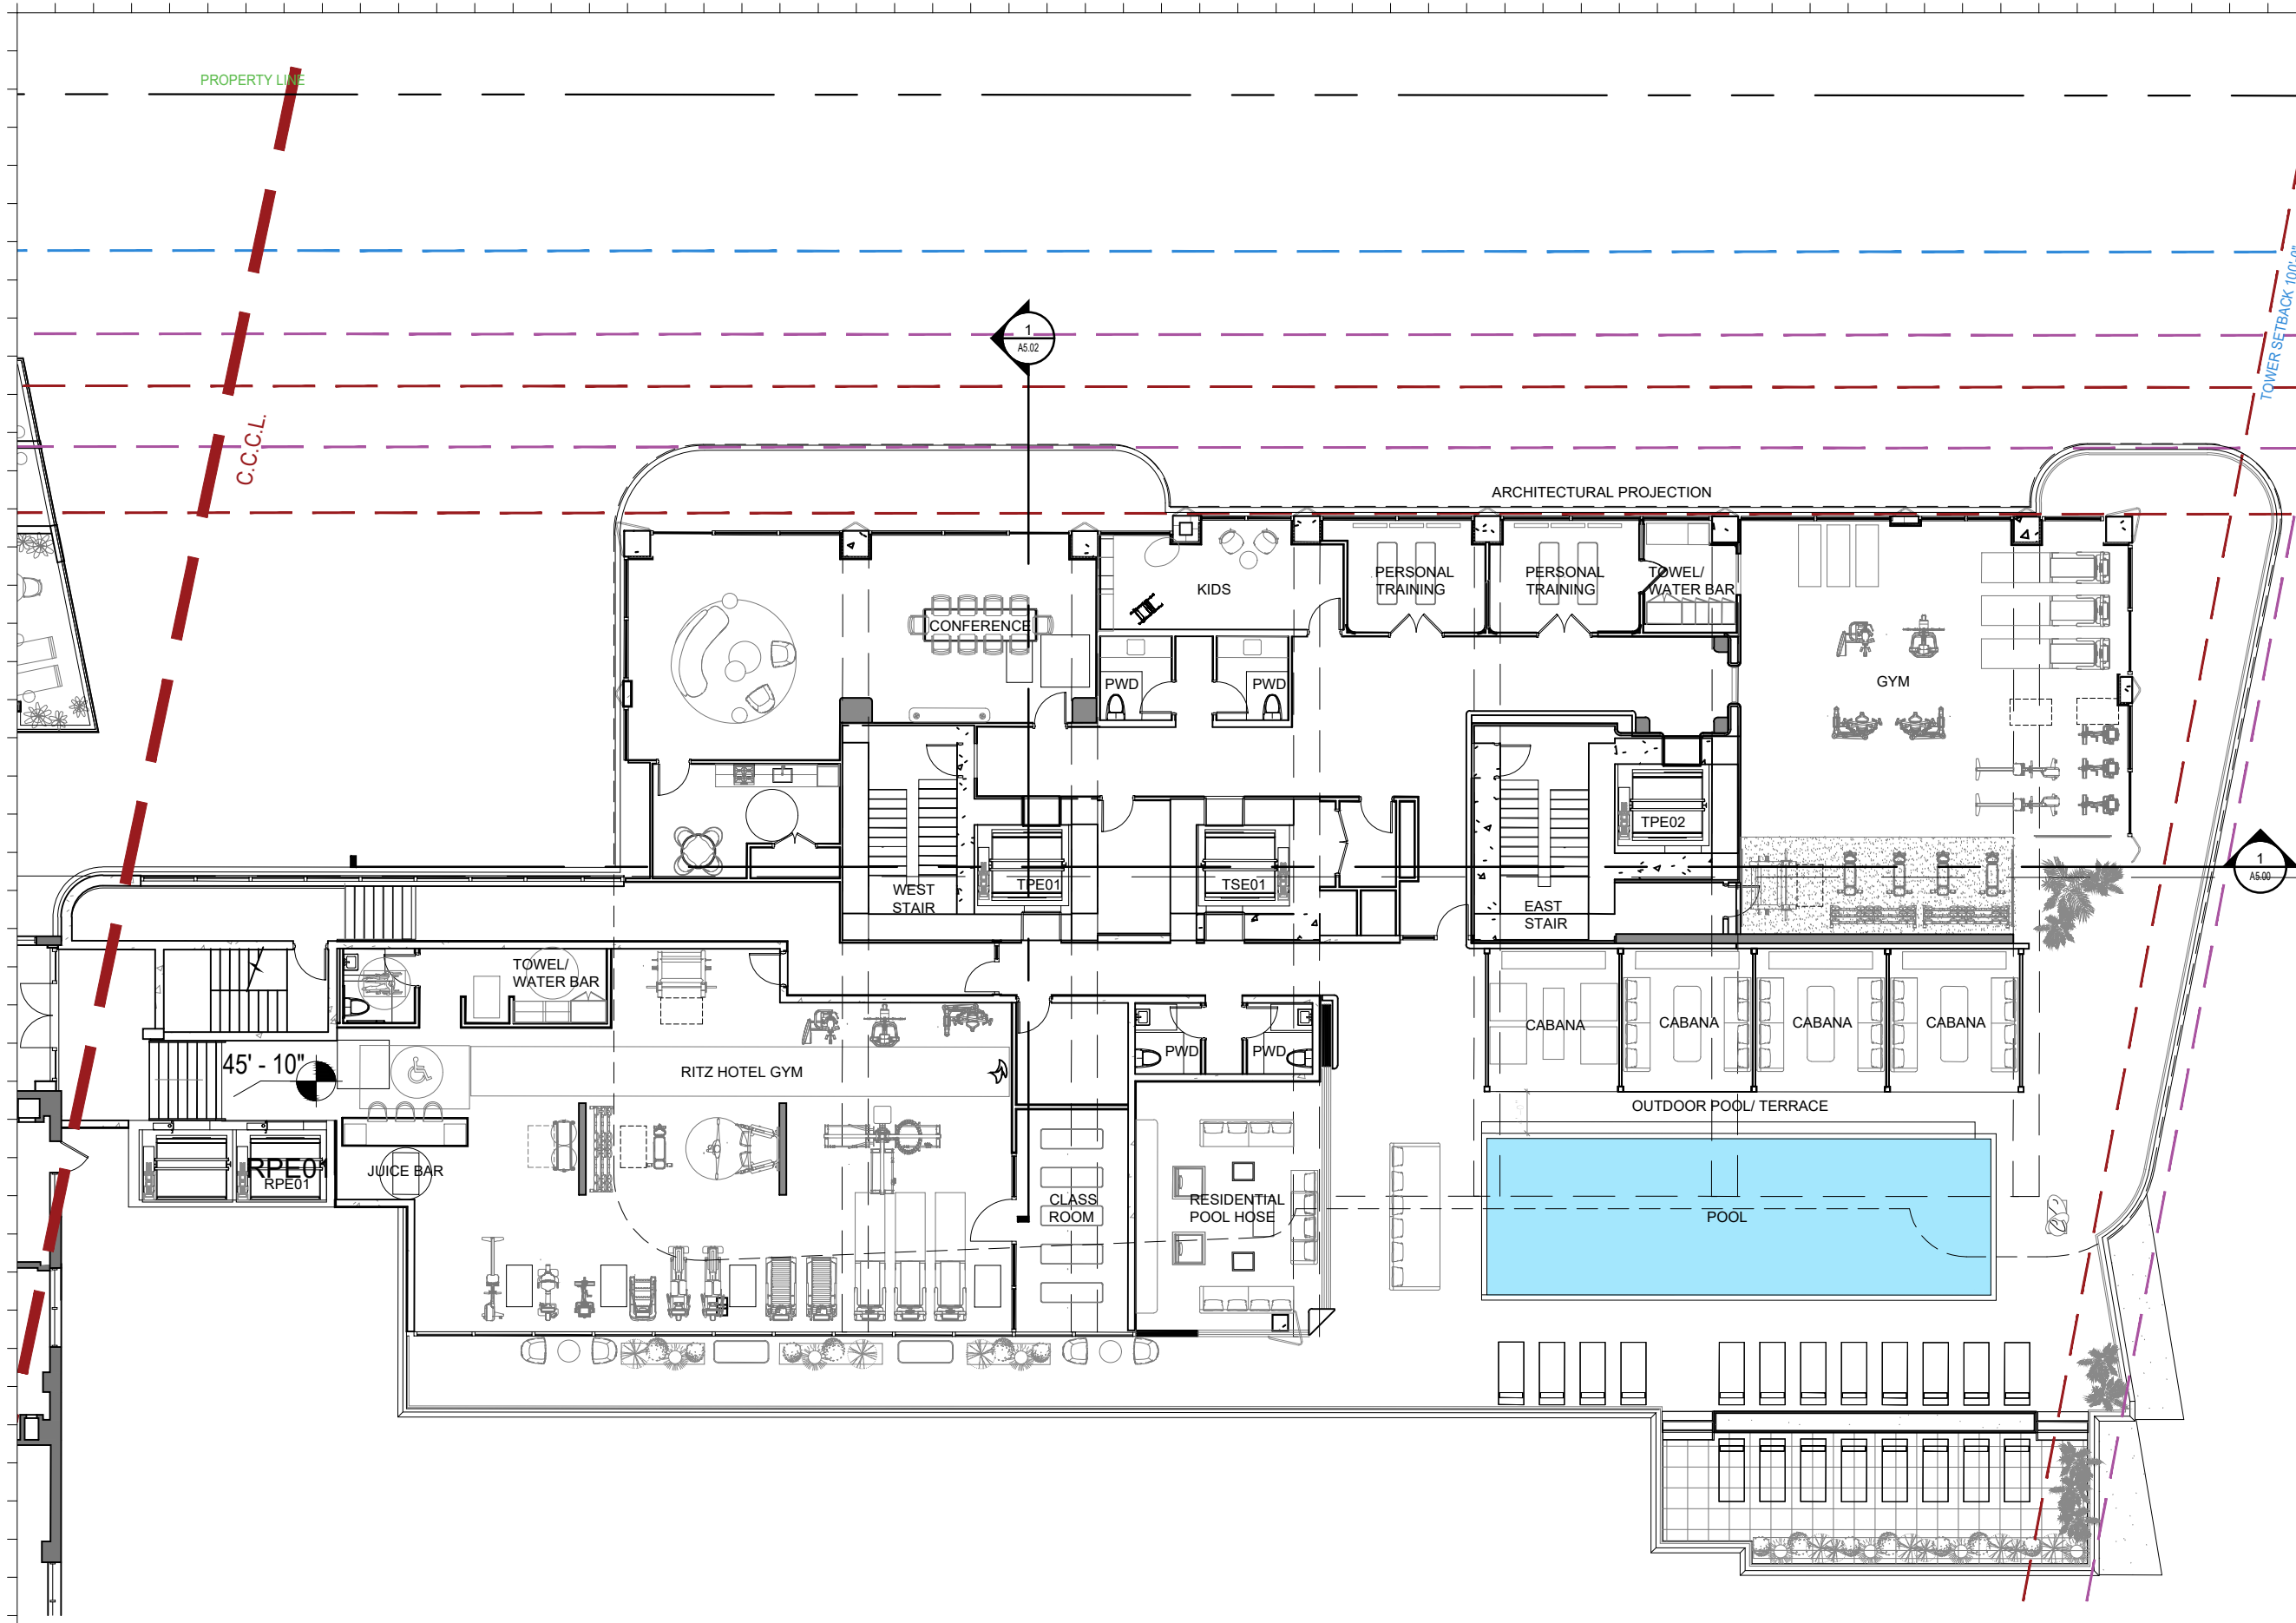 PROPERTY LINE
TOWER SETBACK 100'-0"
1
A5.02
C.C.C.L.
ARCHITECTURAL PROJECTION
KIDS
PERSONAL
TRAINING
PERSONAL
TRAINING
TOWEL/
WATER BAR
CONFERENCE
PWD
PWD
GYM
TPE02
WEST
STAIR
TPE01
TSE01
EAST
STAIR
1
A5.00
TOWEL/
WATER BAR
CABANA
CABANA
CABANA
CABANA
45' - 10"
RITZ HOTEL GYM
PWD
PWD
OUTDOOR POOL/ TERRACE
RPE01
RPE01
JUICE BAR
CLASS
ROOM
RESIDENTIAL
POOL HOSE
POOL